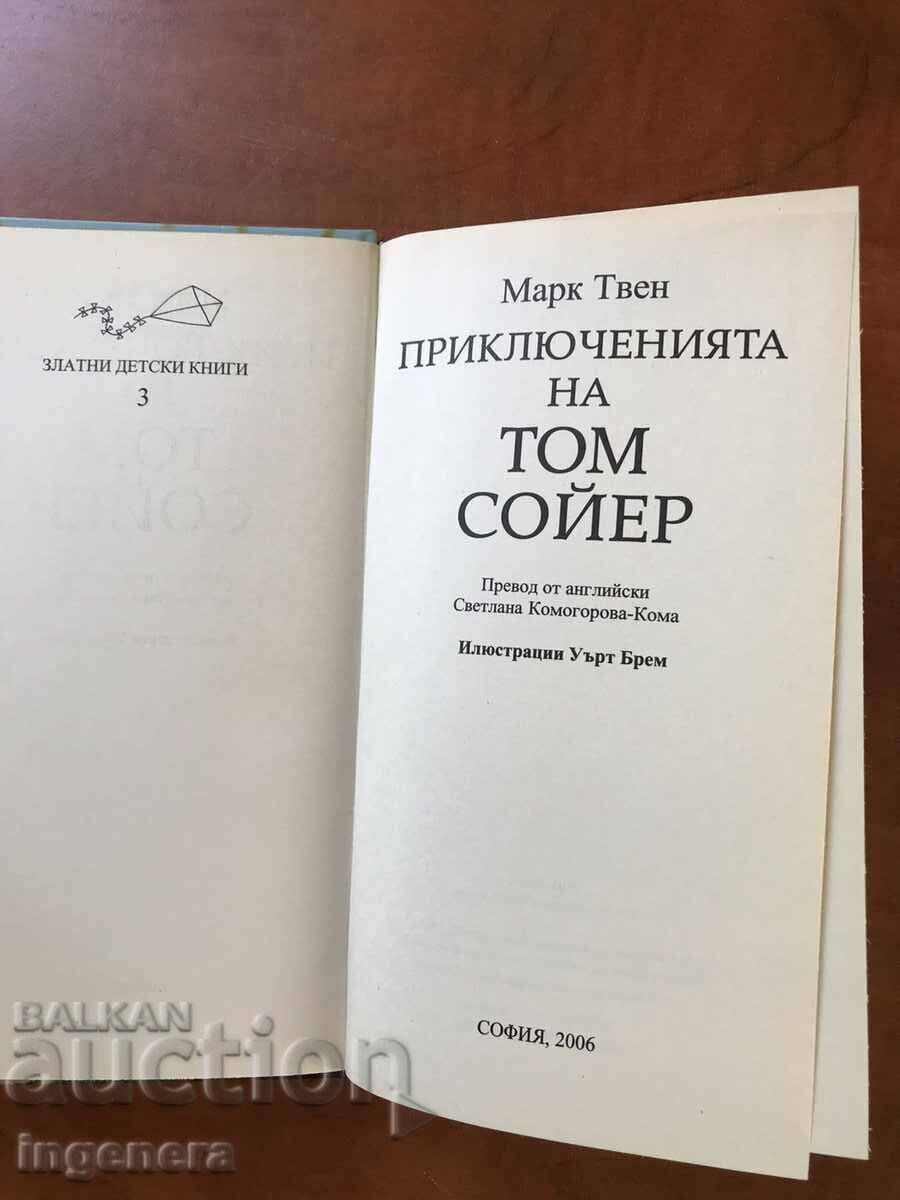 ЗЛАТНИ ДЕТСКИ КНИГИ
3
Марк Твен
ПРИКЛЮЧЕНИЯТА
НА
ТОМ
СОЙЕР
Превод от английски
Светлана Комогорова-Кома
Илюстрации Уърт Брем
СОФИЯ, 2006
BALKAN
auction
ingenera